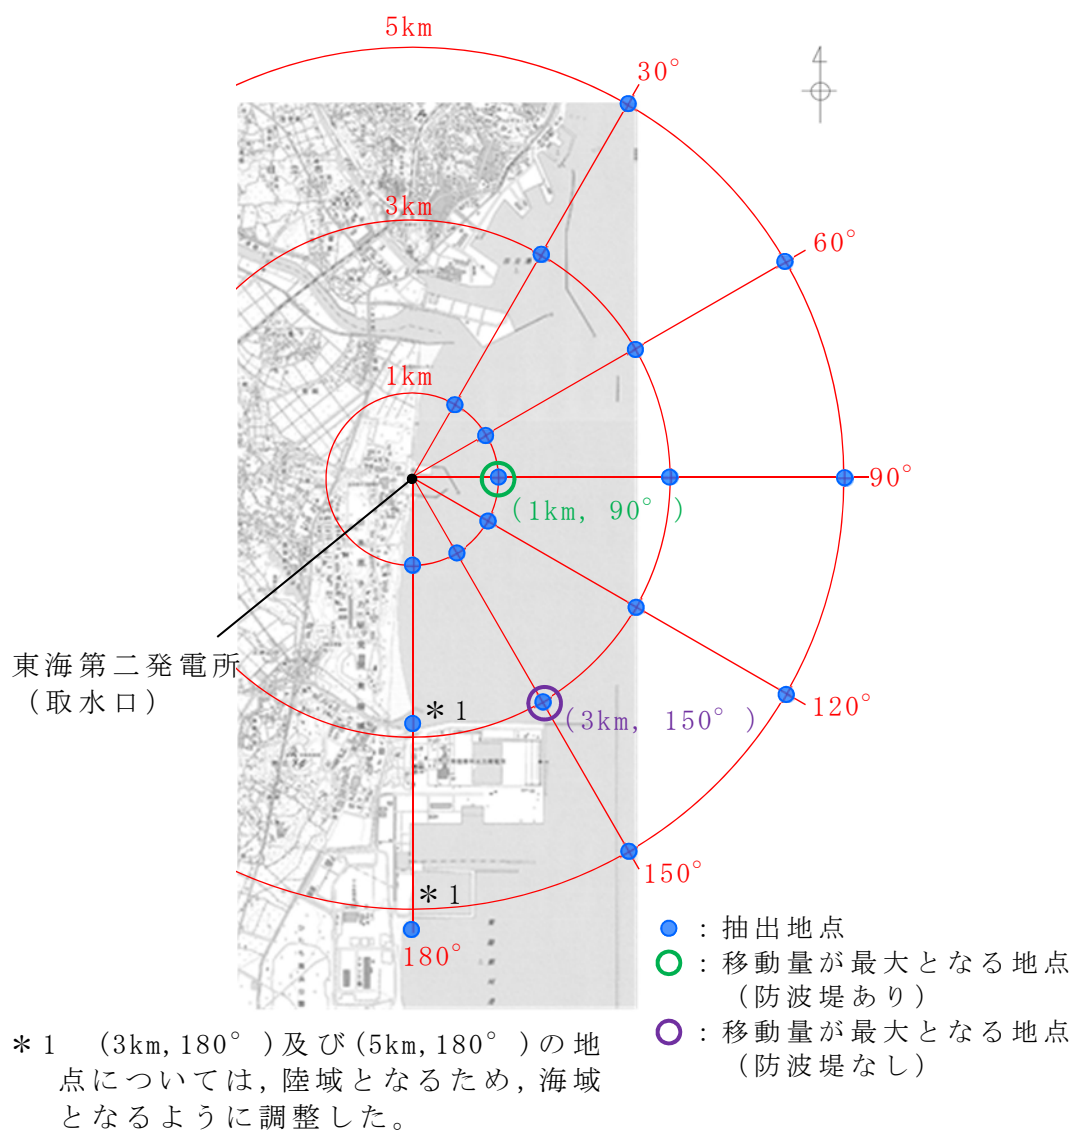 5km
30°
3km
60°
1km
90°
(1km, 90°)
東海第二発電所
(取水口)
＊1
(3km, 150°)
120°
150°
＊1
180°
：抽出地点
：移動量が最大となる地点
(防波堤あり)
：移動量が最大となる地点
(防波堤なし)
＊1 (3km,180°)及び(5km,180°)の地
点については,陸域となるため,海域
となるように調整した。